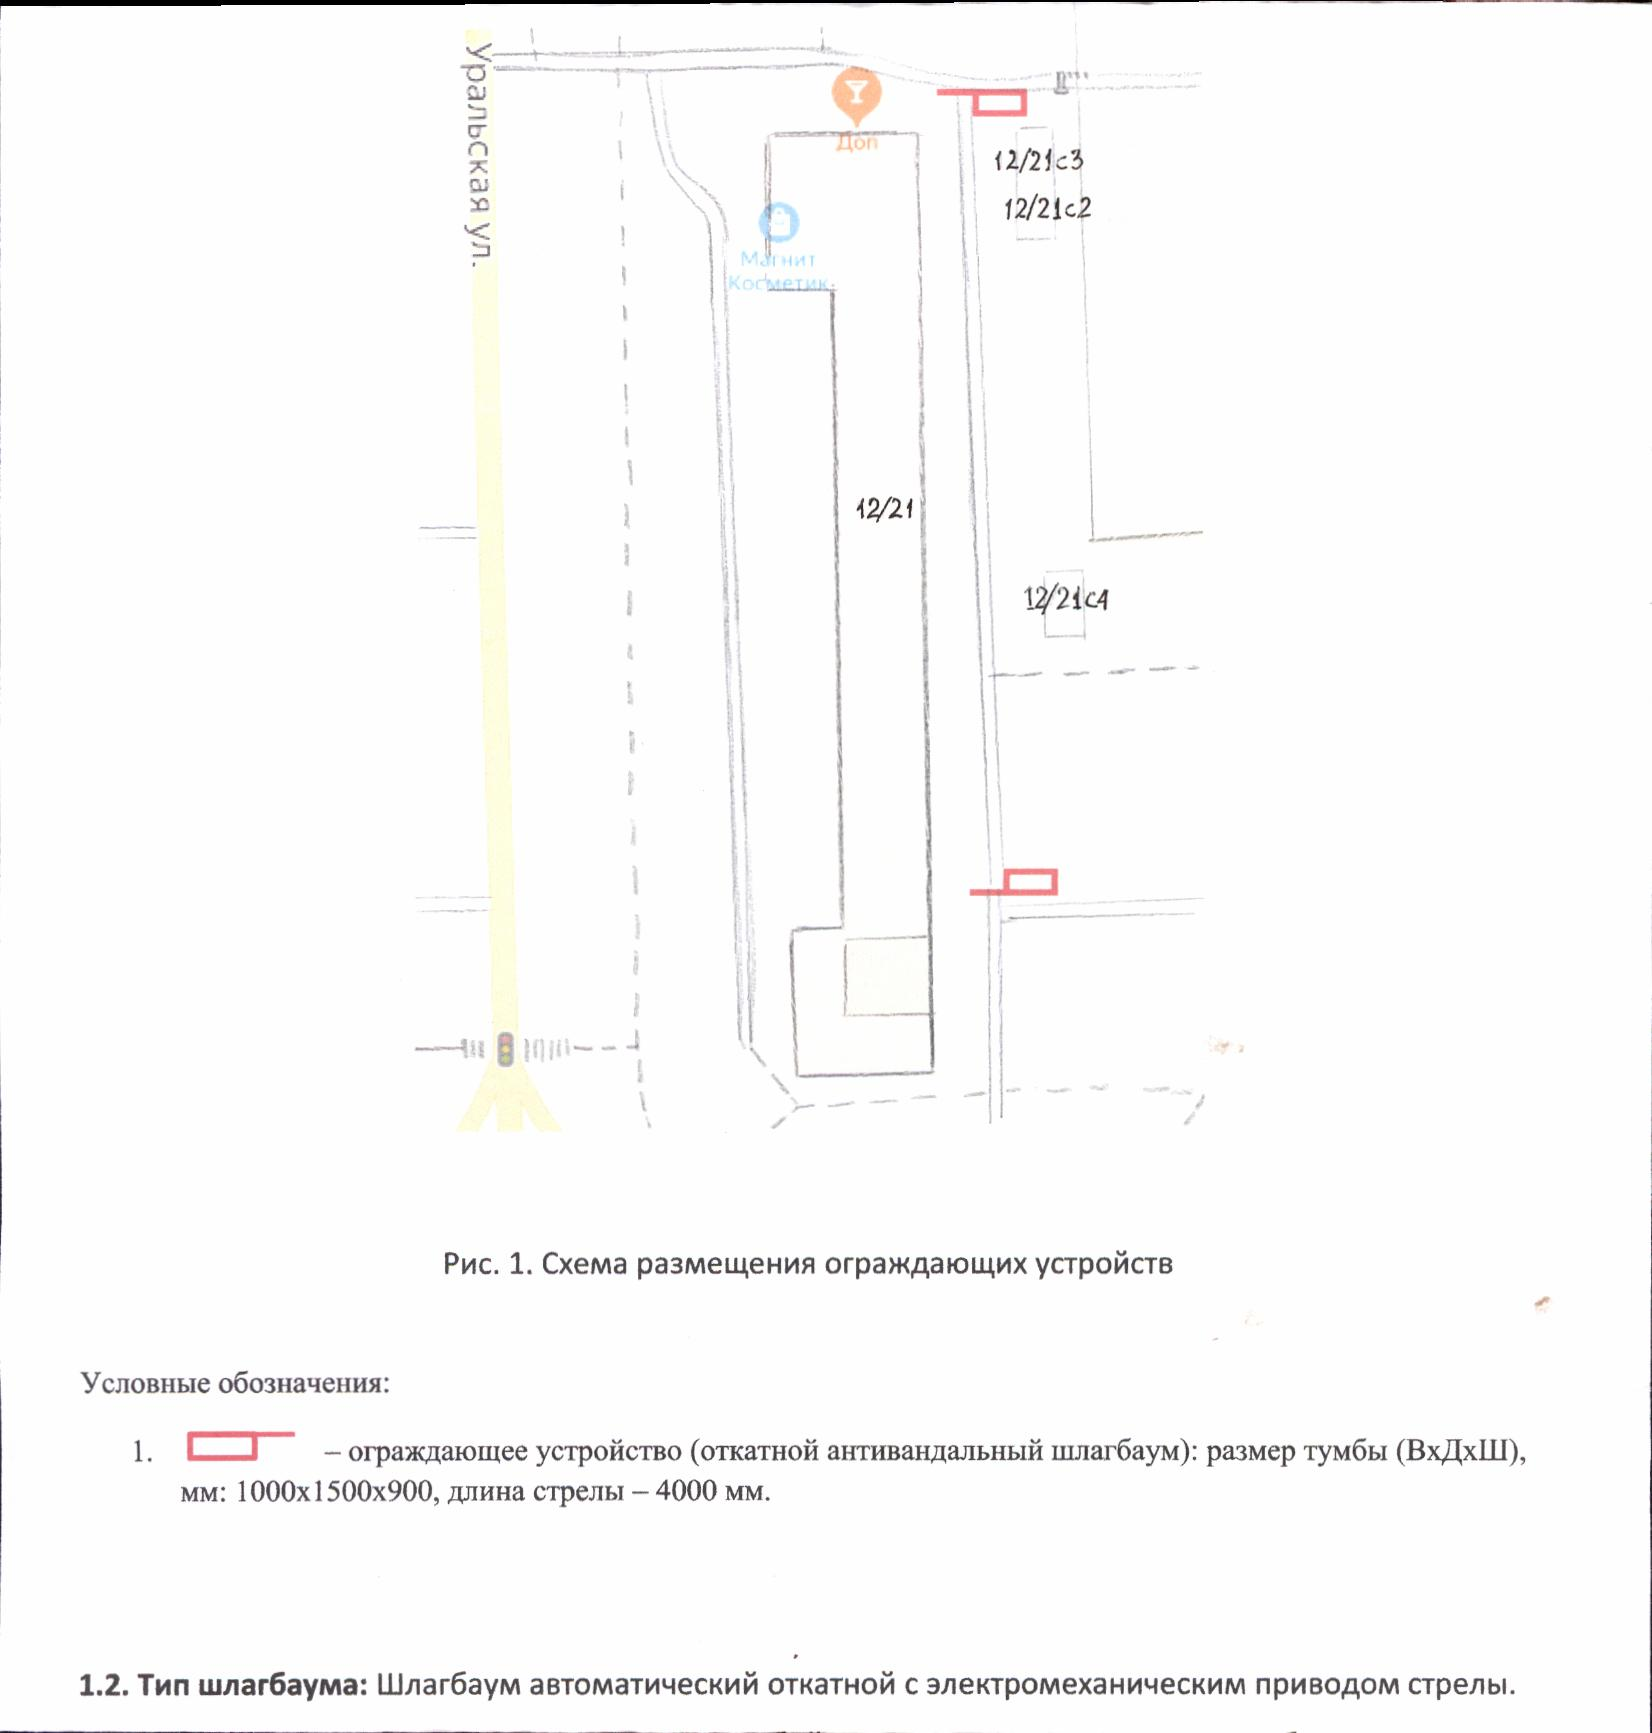 Уральская ул.
Доп
12/21с3
12/21с2
Магнит
Косметик
12/21
12/21с4
Рис. 1. Схема размещения ограждающих устройств
Условные обозначения:
1. – ограждающее устройство (откатной антивандальный шлагбаум): размер тумбы (ВхДхШ),
мм: 1000х1500х900, длина стрелы – 4000 мм.
1.2. Тип шлагбаума: Шлагбаум автоматический откатной с электромеханическим приводом стрелы.